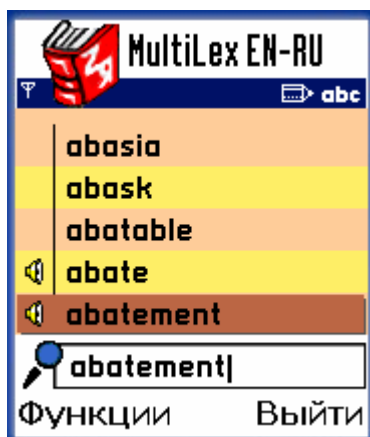 MultiLex EN-RU
abc
abasia
abask
abatable
abate
abatement
abatement
Функции Выйти